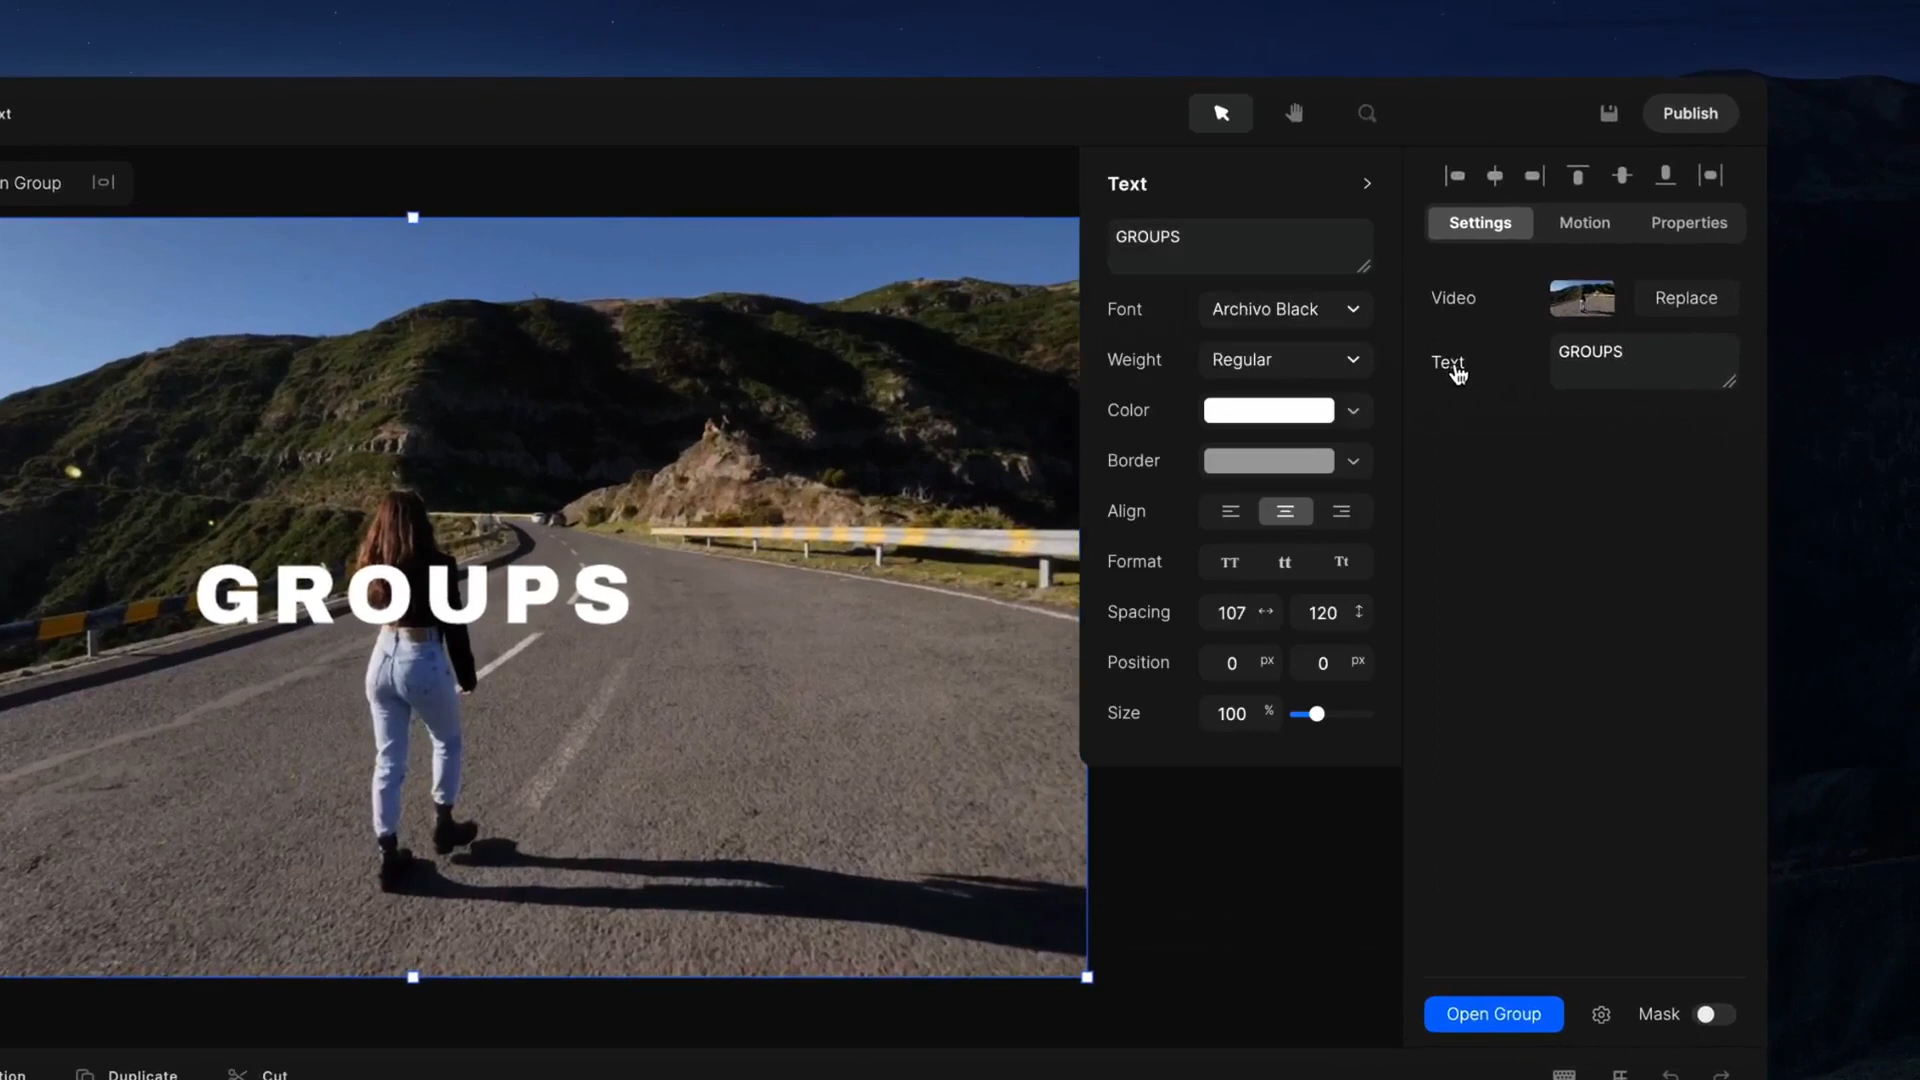 xt
Publish
n Group
Text
GROUPS
Font
Archivo Black
Weight
Regular
Color
Border
Align
Format
TT
tt
Tt
Spacing
107
120
Position
0 px
0 px
Size
100 %
Settings
Motion
Properties
Video
Replace
Text
GROUPS
GROUPS
Open Group
Mask
tion
Duplicate
Cut